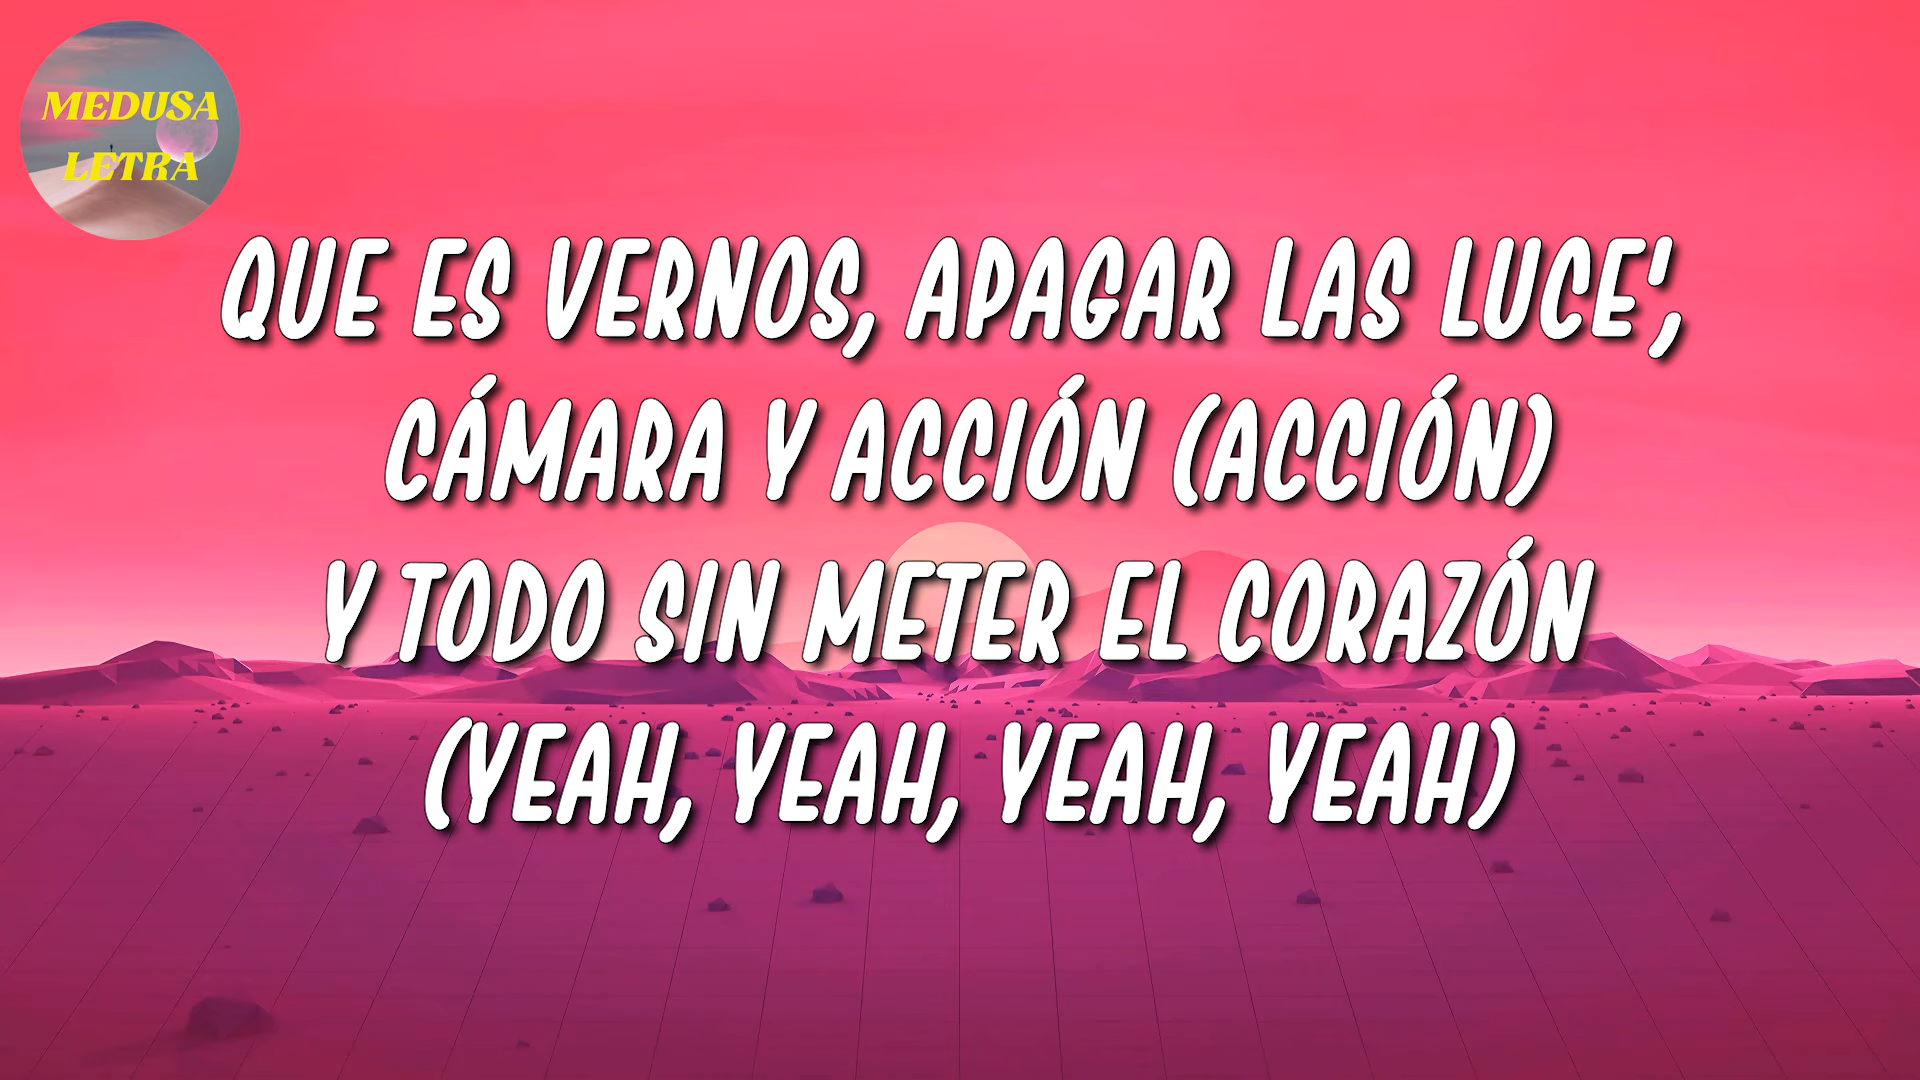 MEDUSA
LETRA
QUE ES VERNOS, APAGAR LAS LUCE',
CÁMARA Y ACCIÓN (ACCIÓN)
Y TODO SIN METER EL CORAZÓN
(YEAH, YEAH, YEAH, YEAH)